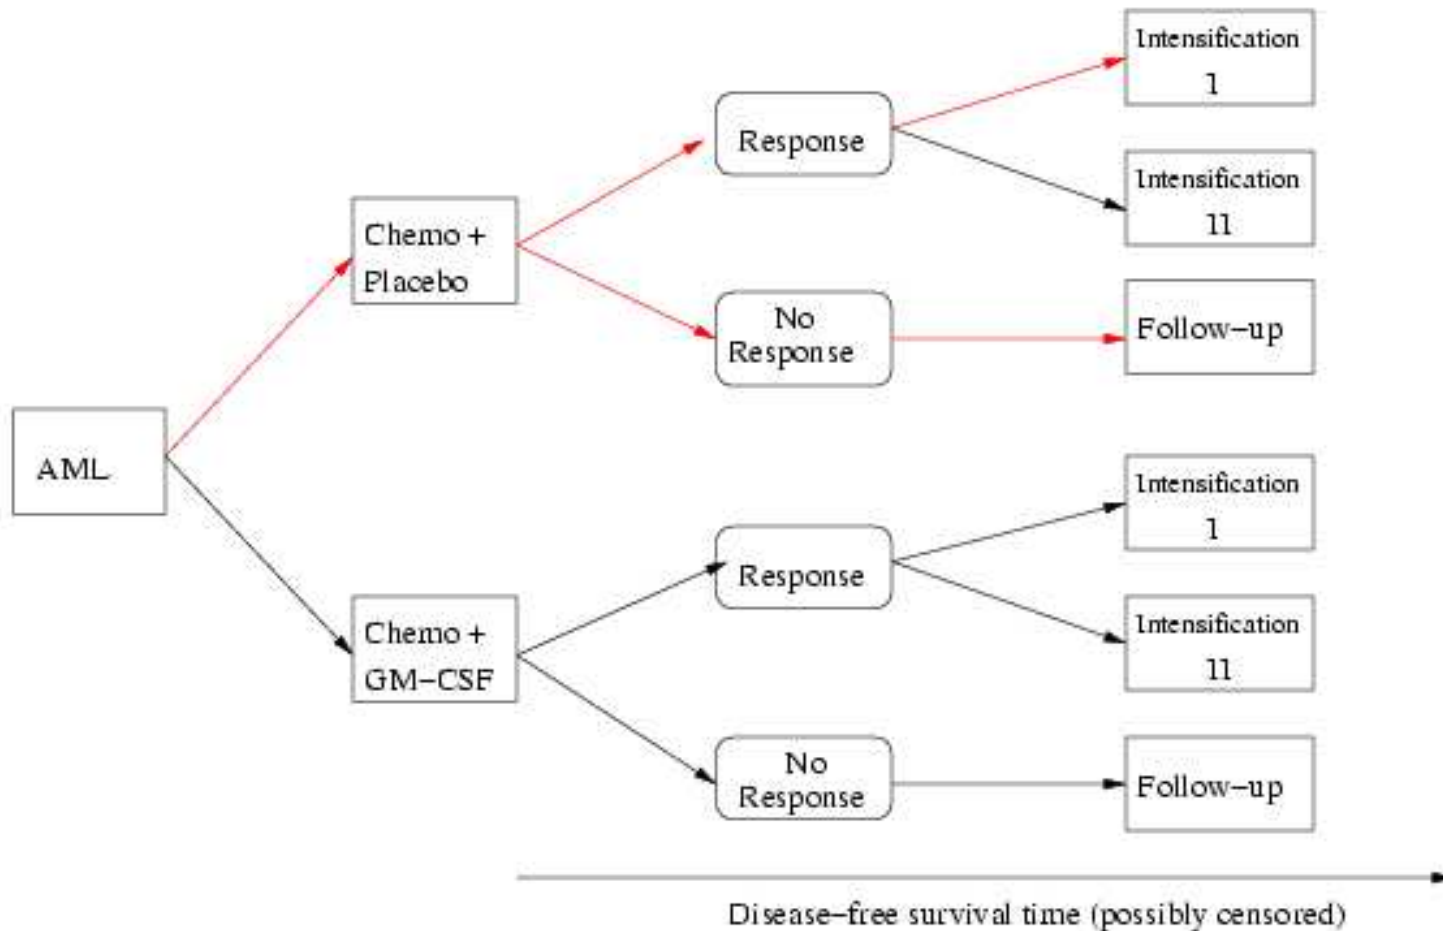 Intensification
1
Response
Intensification
11
Chemo +
Placebo
No
Response
Follow-up
AML
Intensification
1
Response
Intensification
11
Chemo +
GM-CSF
No
Response
Follow-up
Disease-free survival time (possibly censored)